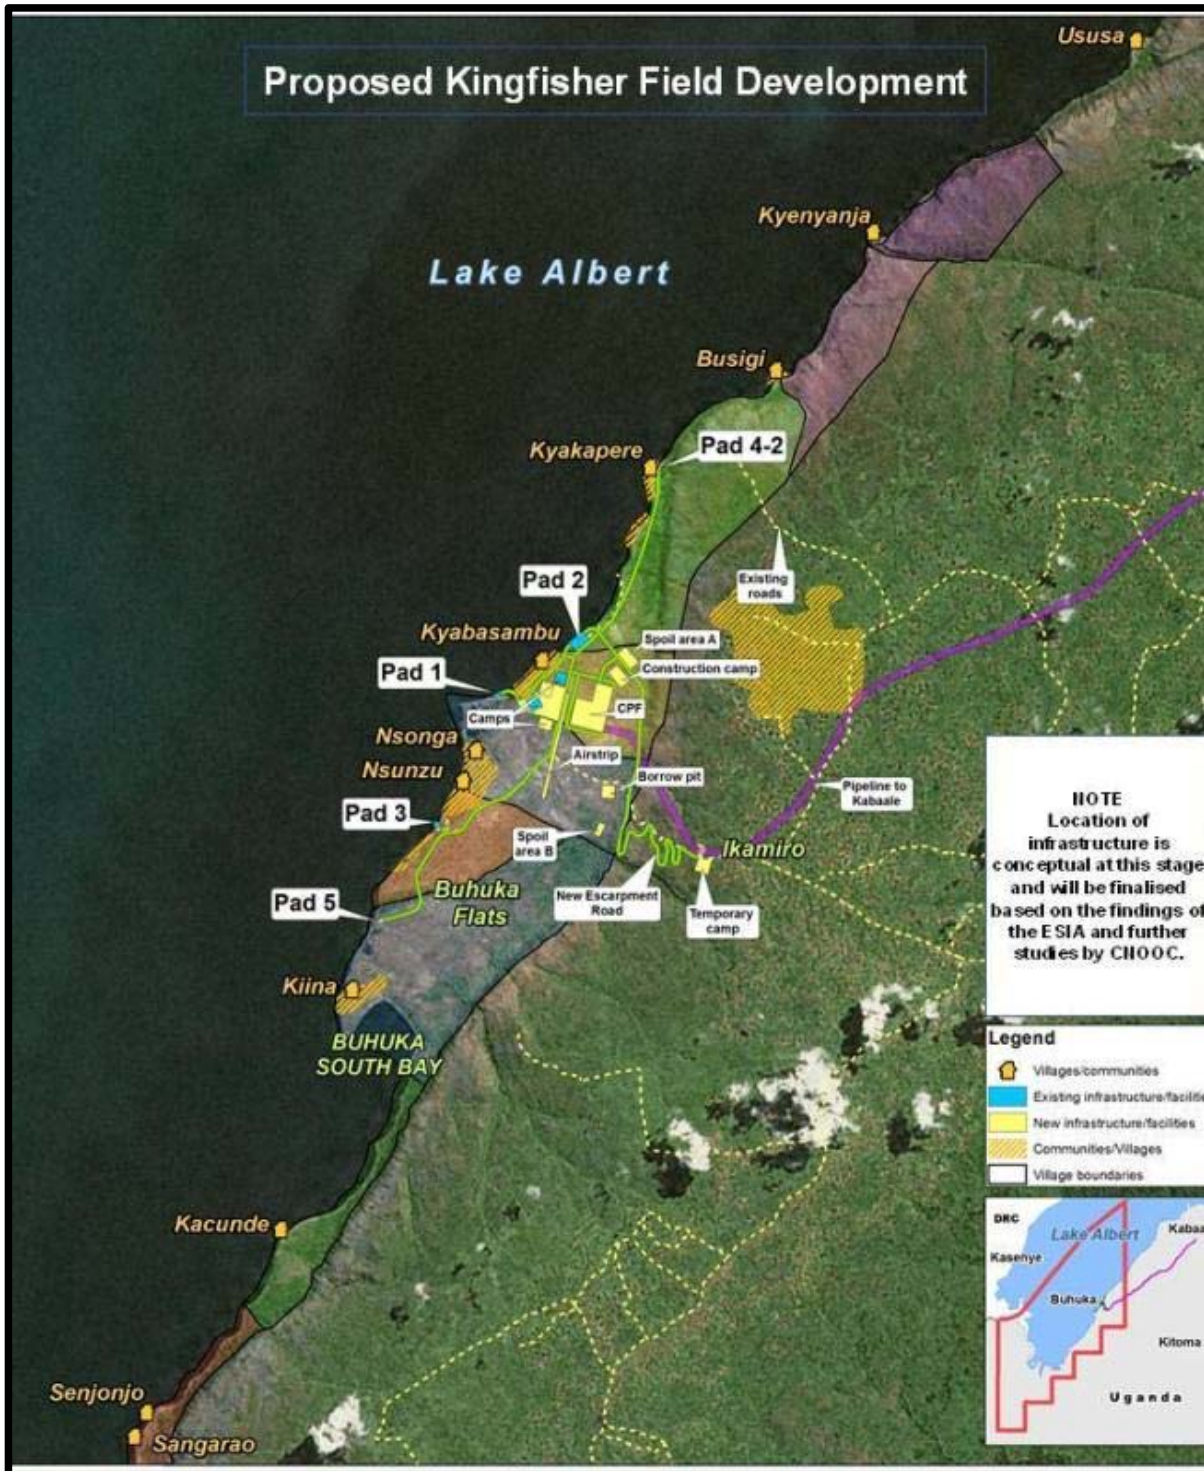 Ususa
Proposed Kingfisher Field Development
Kyenyanja
Lake Albert
Busigi
Kyakapere
Pad 4-2
Pad 2
Existing
roads
Kyabasambu
Spoil area A
Construction camp
Pad 1
Camps
CPF
Nsonga
Airstrip
Nsunzu
Borrow pit
Pipeline to
Kabaale
Pad 3
Spoil
area B
Ikamiro
Buhuka
Flats
New Escarpment
Road
Temporary
camp
Pad 5
Kiina
BUHUKA
SOUTH BAY
Kacunde
Senjonjo
Sangarao
NOTE
Location of
infrastructure is
conceptual at this stage
and will be finalised
based on the findings of
the ESIA and further
studies by CNOOC.
Legend
Villages/communities
Existing infrastructure/facilitie
New infrastructure/facilities
Communities/Villages
Village boundaries
DRC
Lake Albert
Kabaa
Kasenye
Buhuka
Kitoma
Uganda